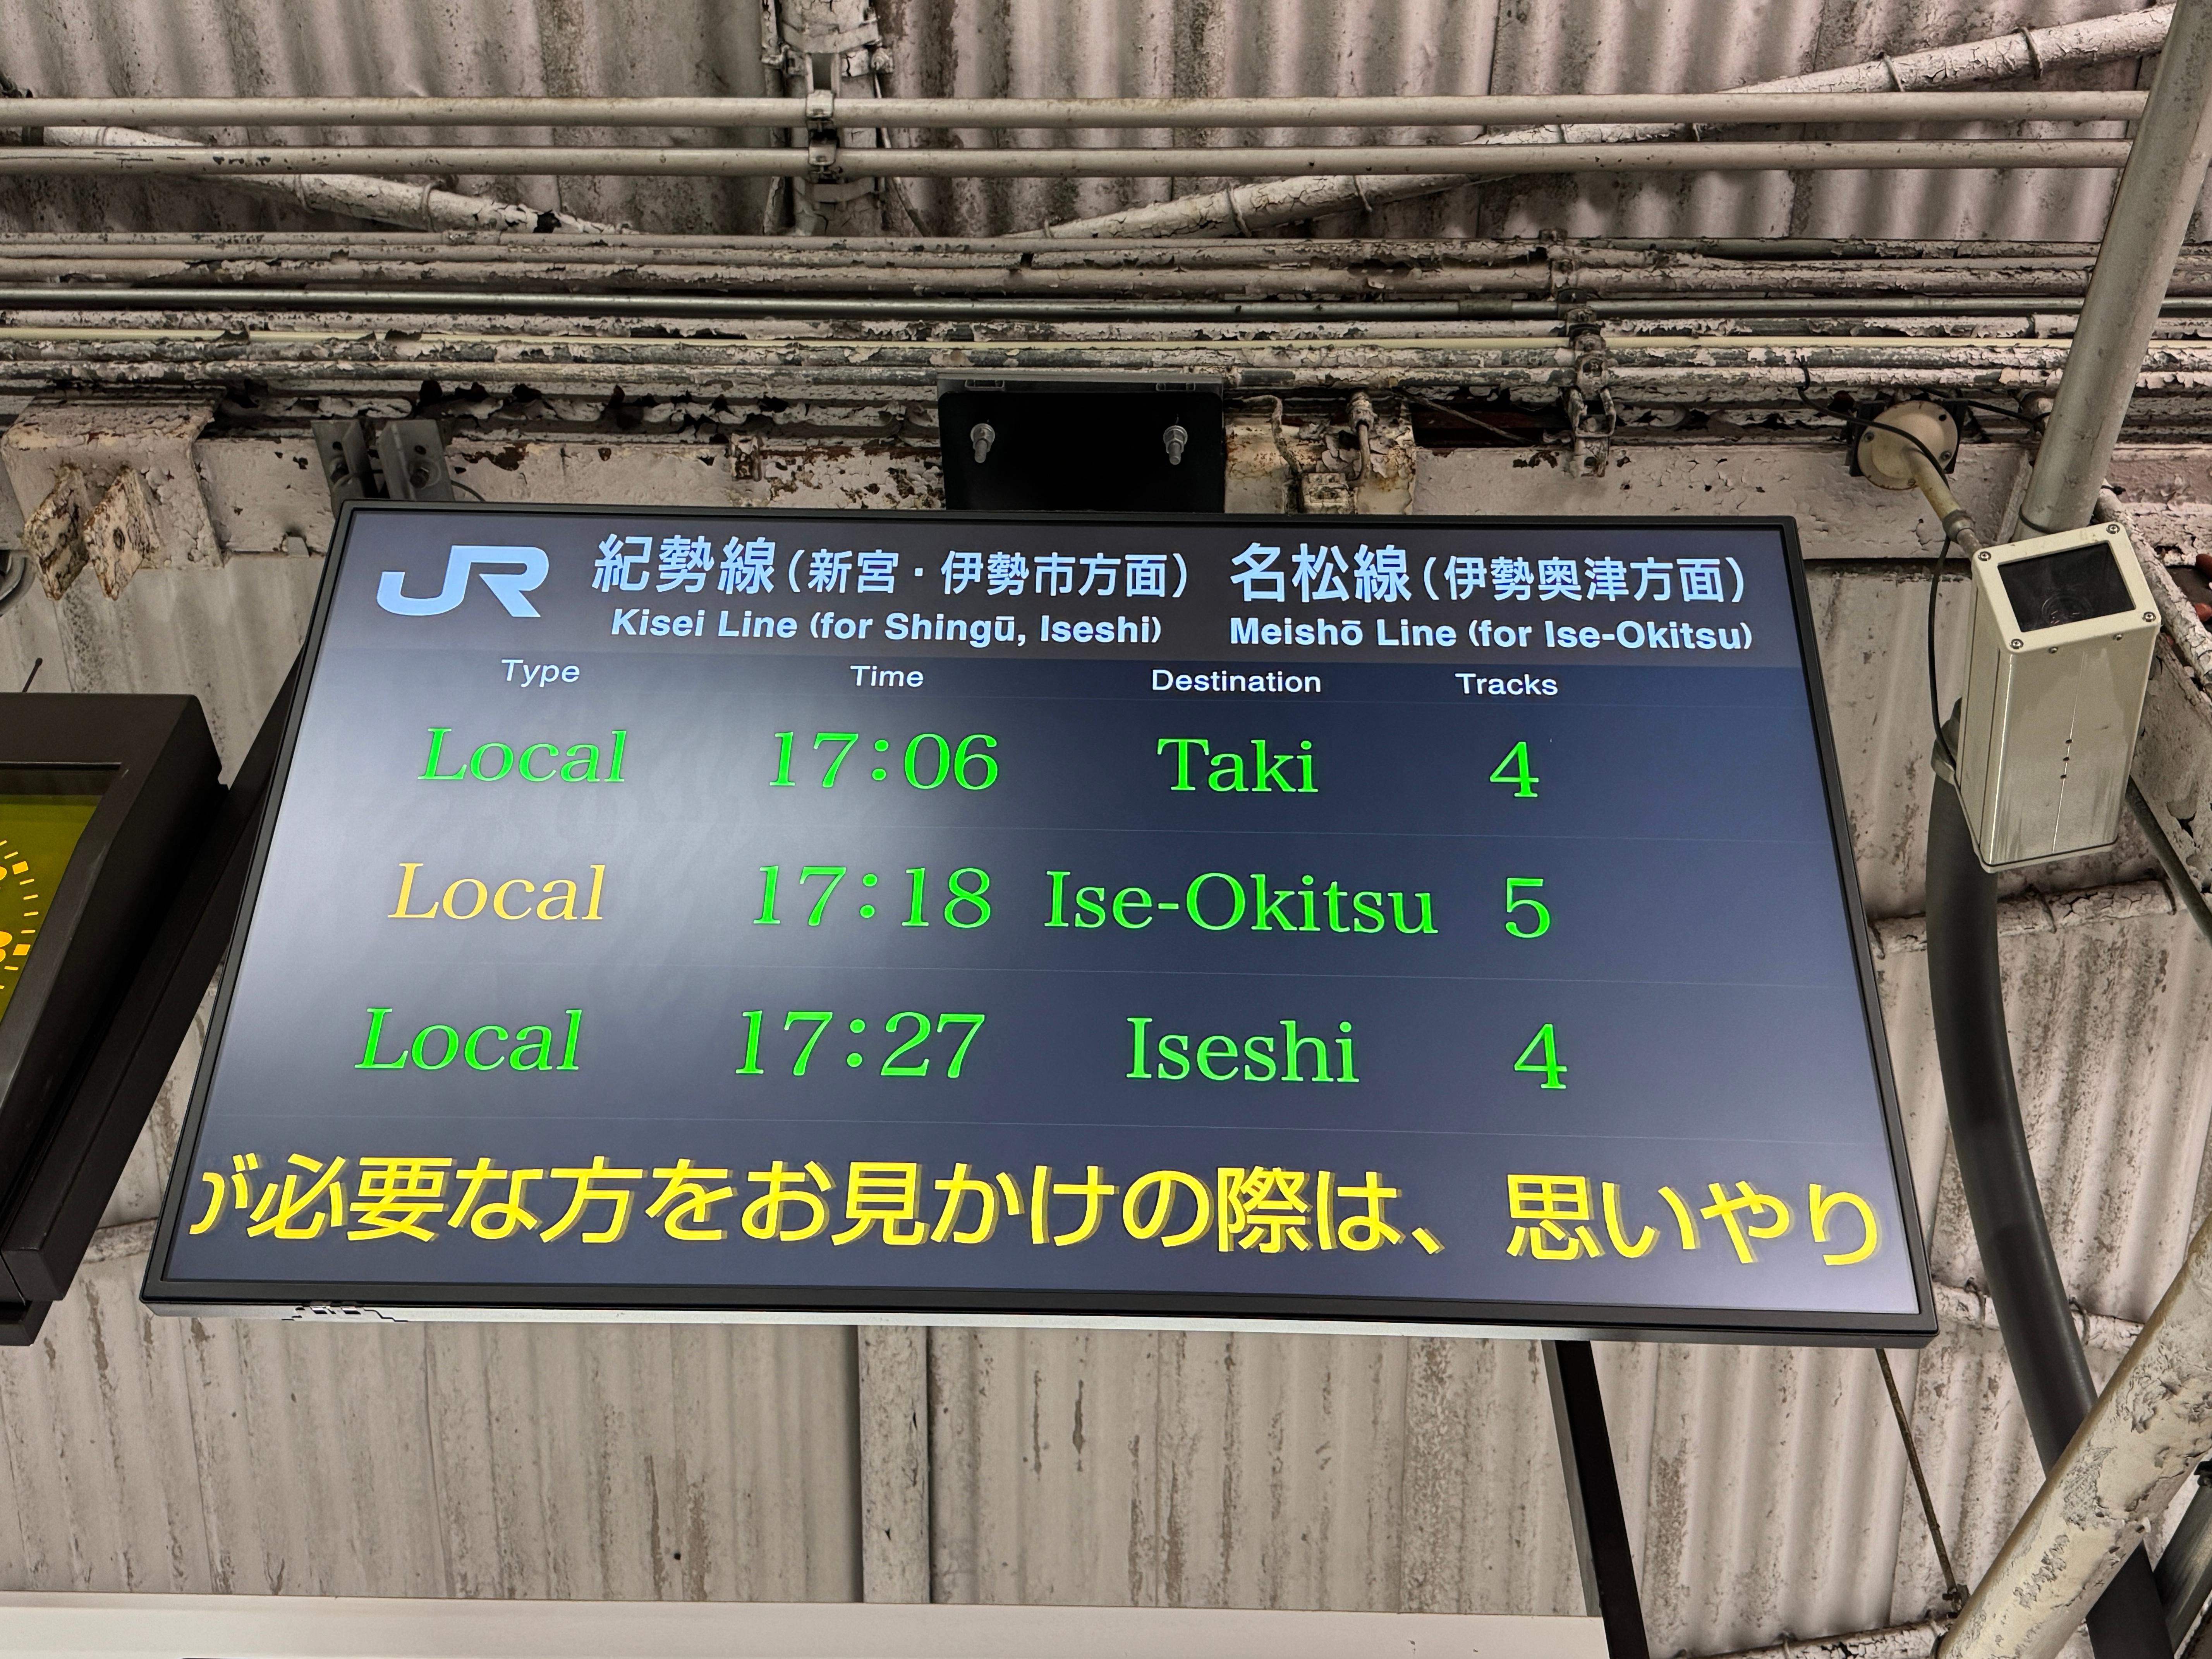 JR 紀勢線(新宮・伊勢市方面) 名松線(伊勢奥津方面)
Kisei Line (for Shingū, Iseshi) Meishō Line (for Ise-Okitsu)
Type Time Destination Tracks
Local 17:06 Taki 4
Local 17:18 Ise-Okitsu 5
Local 17:27 Iseshi 4
が必要な方をお見かけの際は、思いやり